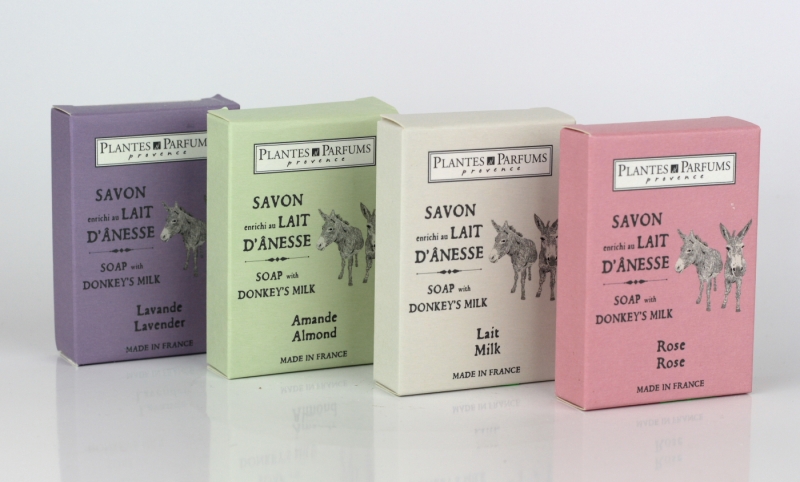 PLANTES PARFUMS
provence
SAVON
enrichi au LAIT
D'ÂNESSE
SOAP with
DONKEY'S MILK
Lavande
Lavender
MADE IN FRANCE
PLANTES PARFUMS
provence
SAVON
enrichi au LAIT
D'ÂNESSE
SOAP with
DONKEY'S MILK
Amande
Almond
MADE IN FRANCE
PLANTES PARFUMS
provence
SAVON
enrichi au LAIT
D'ÂNESSE
SOAP with
DONKEY'S MILK
Lait
Milk
MADE IN FRANCE
PLANTES PARFUMS
provence
SAVON
enrichi au LAIT
D'ÂNESSE
SOAP with
DONKEY'S MILK
Rose
Rose
MADE IN FRANCE